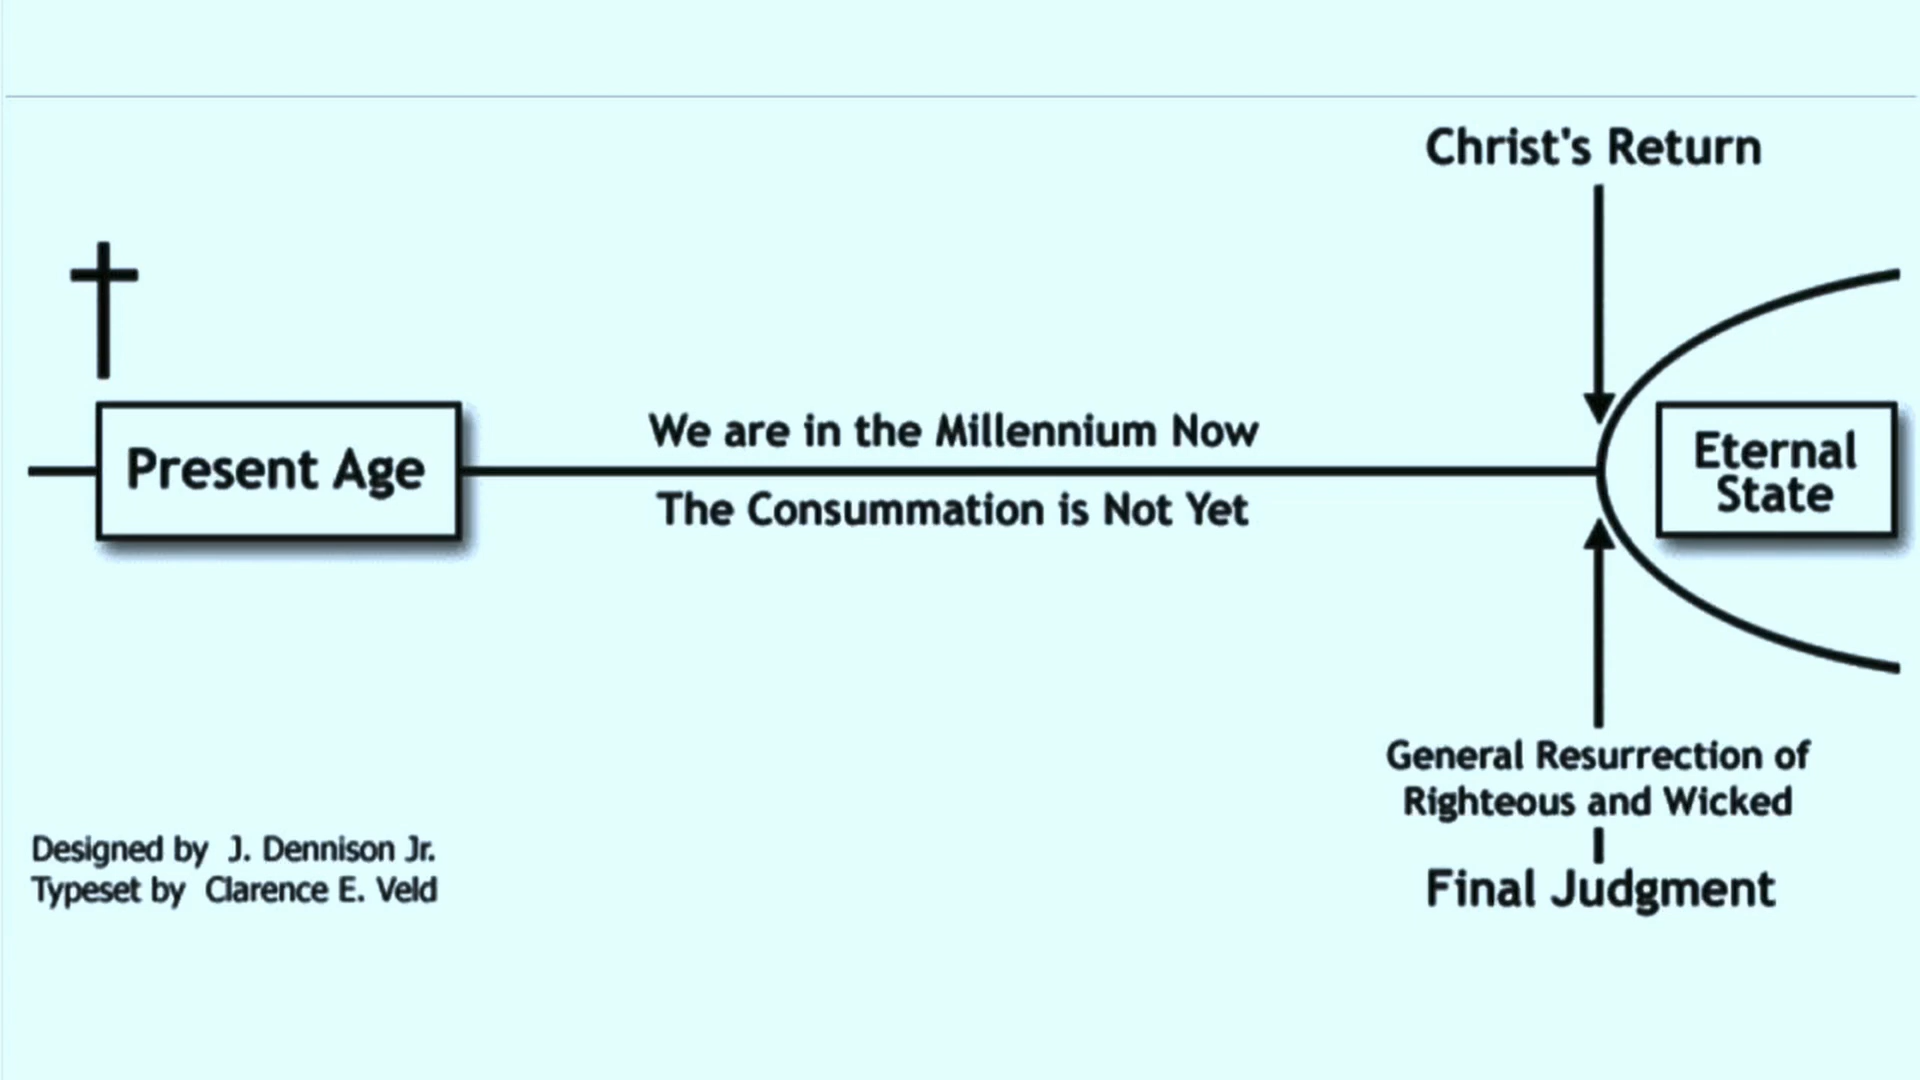 Christ's Return
Present Age
We are in the Millennium Now
The Consummation is Not Yet
Eternal
State
General Resurrection of
Righteous and Wicked
Final Judgment
Designed by J. Dennison Jr.
Typeset by Clarence E. Veld